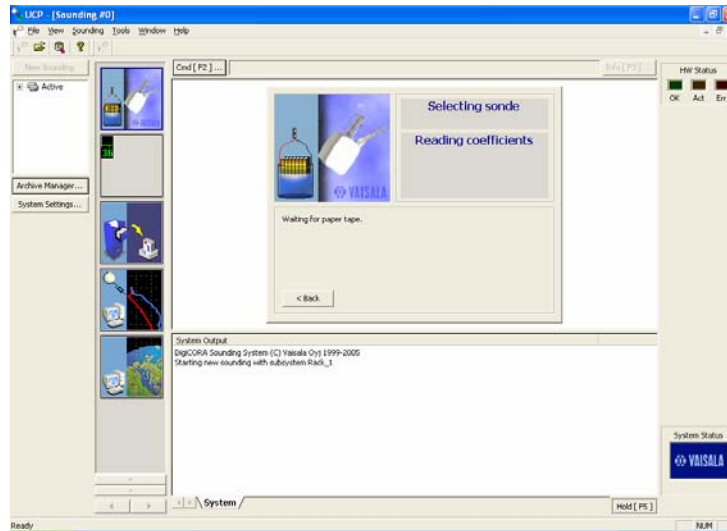 UCP - [Sounding #0]
File View Sounding Tools Window Help
New Sounding
Active
Archive Manager...
System Settings...
36
Cmd [ F2 ] ...
Info [ F3 ] ...
Selecting sonde
Reading coefficients
VAISALA
Waiting for paper tape.
< Back
System Output
DigiCORA Sounding System (C) Vaisala Oyj 1999-2005
Starting new sounding with subsystem Rack_1
System
Hold [ F5 ]
HW Status
OK Act Err
System Status
VAISALA
Ready
NUM